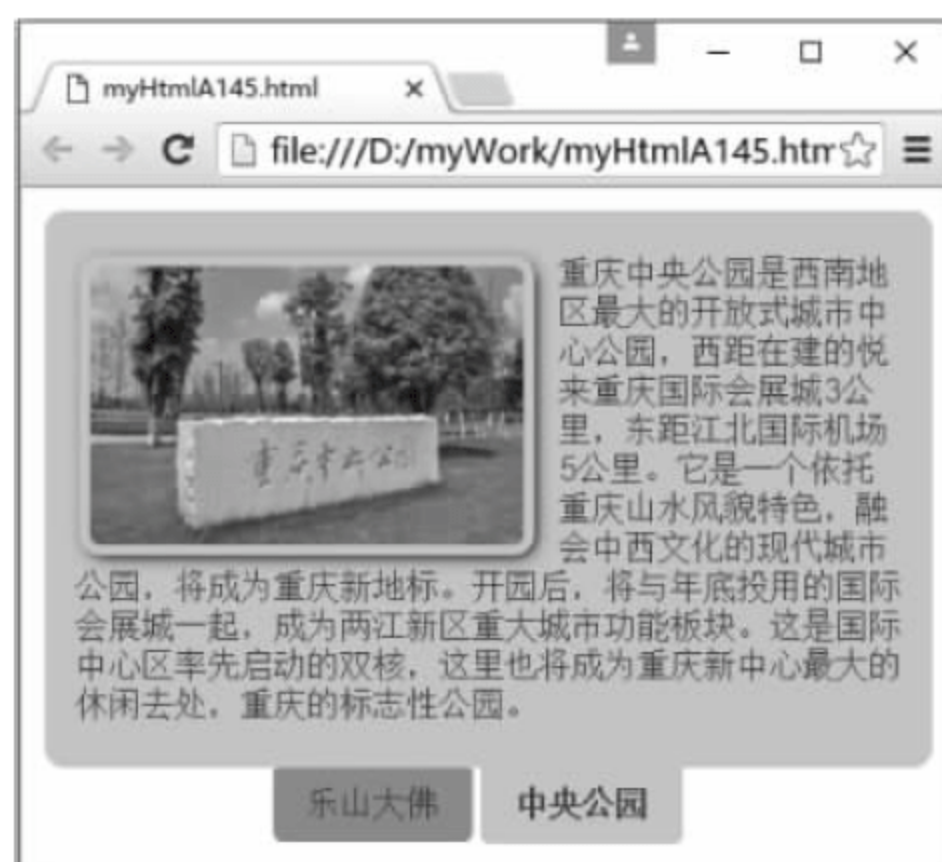 myHtmlA145.html
file:///D:/myWork/myHtmlA145.htm
重庆中央公园是西南地
区最大的开放式城市中
心公园，西距在建的悦
来重庆国际会展城3公
里，东距江北国际机场
5公里。它是一个依托
重庆山水风貌特色，融
会中西文化的现代城市
公园，将成为重庆新地标。开园后，将与年底投用的国际
会展城一起，成为两江新区重大城市功能板块。这是国际
中心区率先启动的双核，这里也将成为重庆新中心最大的
休闲去处，重庆的标志性公园。
重庆中央公园
乐山大佛 中央公园